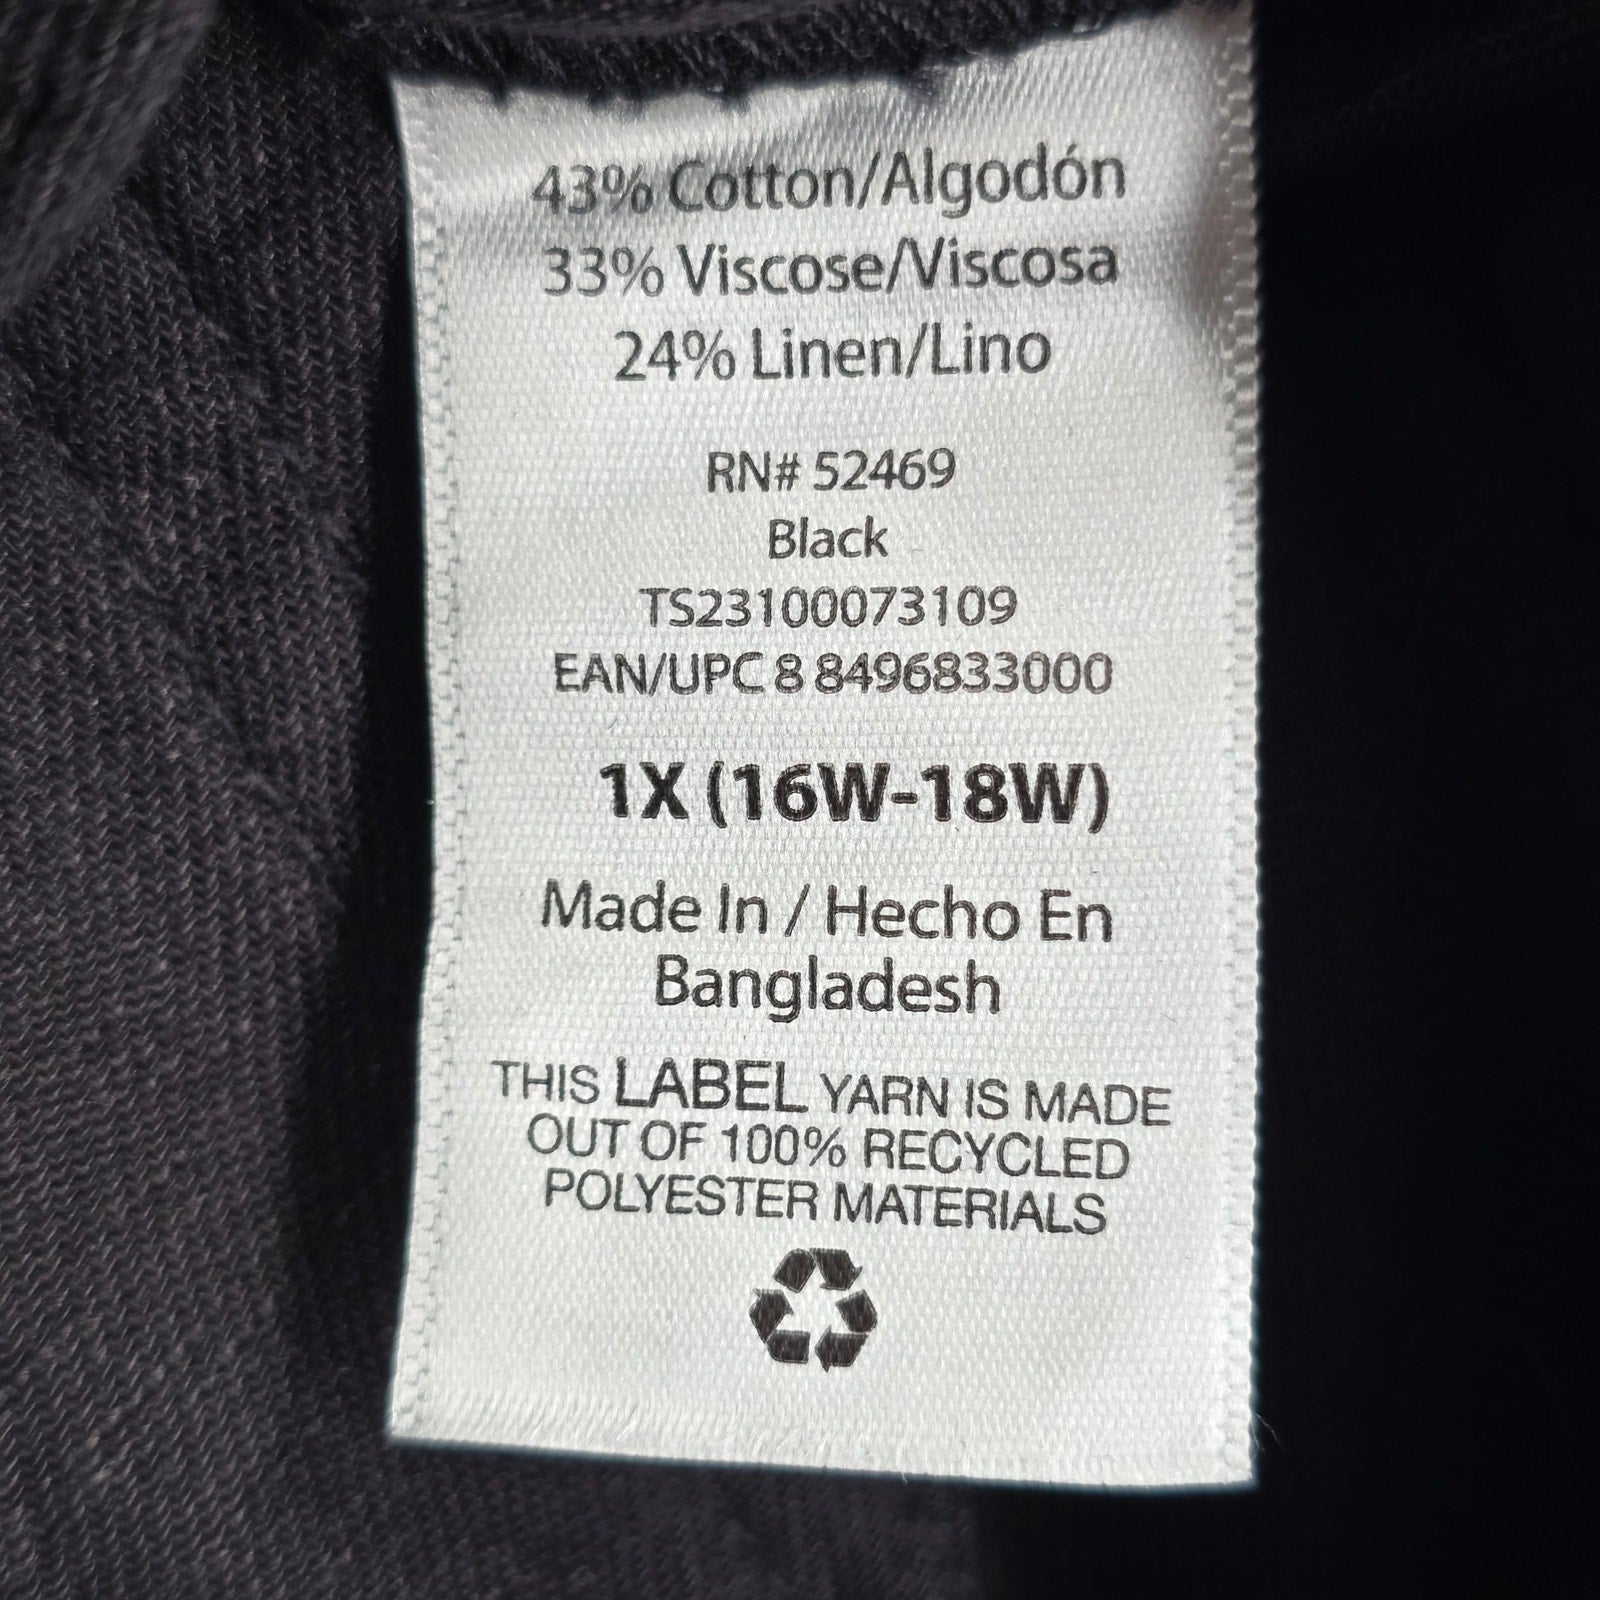 43% Cotton/Algodón
33% Viscose/Viscosa
24% Linen/Lino
RN# 52469
Black
TS23100073109
EAN/UPC 8 8496833000
1X (16W-18W)
Made In / Hecho En
Bangladesh
THIS LABEL YARN IS MADE
OUT OF 100% RECYCLED
POLYESTER MATERIALS